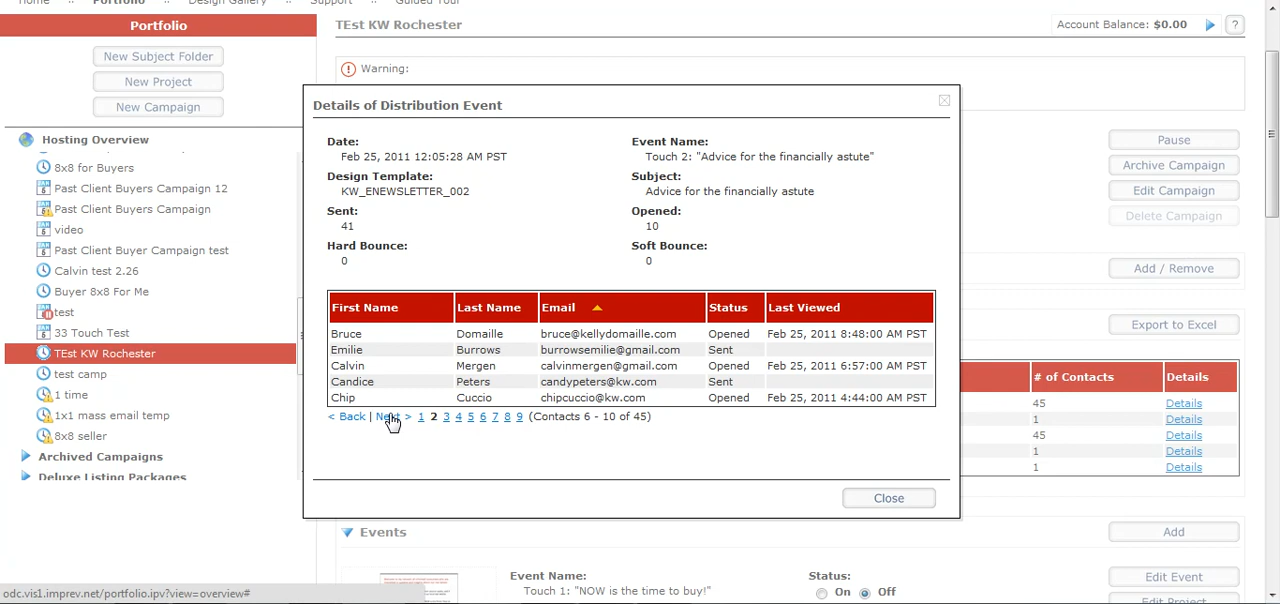 Home Portfolio Design Gallery Support Guided Tour
Portfolio
TEst KW Rochester
Account Balance: $0.00
?
New Subject Folder
New Project
New Campaign
Warning:
Hosting Overview
8x8 for Buyers
Past Client Buyers Campaign 12
Past Client Buyers Campaign
video
Past Client Buyer Campaign test
Calvin test 2.26
Buyer 8x8 For Me
test
33 Touch Test
TEst KW Rochester
test camp
1 time
1x1 mass email temp
8x8 seller
Archived Campaigns
Deluxe Listing Packages
Details of Distribution Event
Date:
Feb 25, 2011 12:05:28 AM PST
Event Name:
Touch 2: "Advice for the financially astute"
Design Template:
KW_ENEWSLETTER_002
Subject:
Advice for the financially astute
Sent:
41
Opened:
10
Hard Bounce:
0
Soft Bounce:
0
First Name Last Name Email Status Last Viewed
Bruce Domaille bruce@kellydomaille.com Opened Feb 25, 2011 8:48:00 AM PST
Emilie Burrows burrowsemilie@gmail.com Sent
Calvin Mergen calvinmergen@gmail.com Opened Feb 25, 2011 6:57:00 AM PST
Candice Peters candypeters@kw.com Sent
Chip Cuccio chipcuccio@kw.com Opened Feb 25, 2011 4:44:00 AM PST
< Back | Next > 1 2 3 4 5 6 7 8 9 (Contacts 6 - 10 of 45)
Close
Pause
Archive Campaign
Edit Campaign
Delete Campaign
Add / Remove
Export to Excel
# of Contacts Details
45 Details
1 Details
45 Details
1 Details
1 Details
Events
Add
Event Name:
Touch 1: "NOW is the time to buy!"
Status:
On Off
Edit Event
Edit Project
odc.vis1.imprev.net/portfolio.ipv?view=overview#